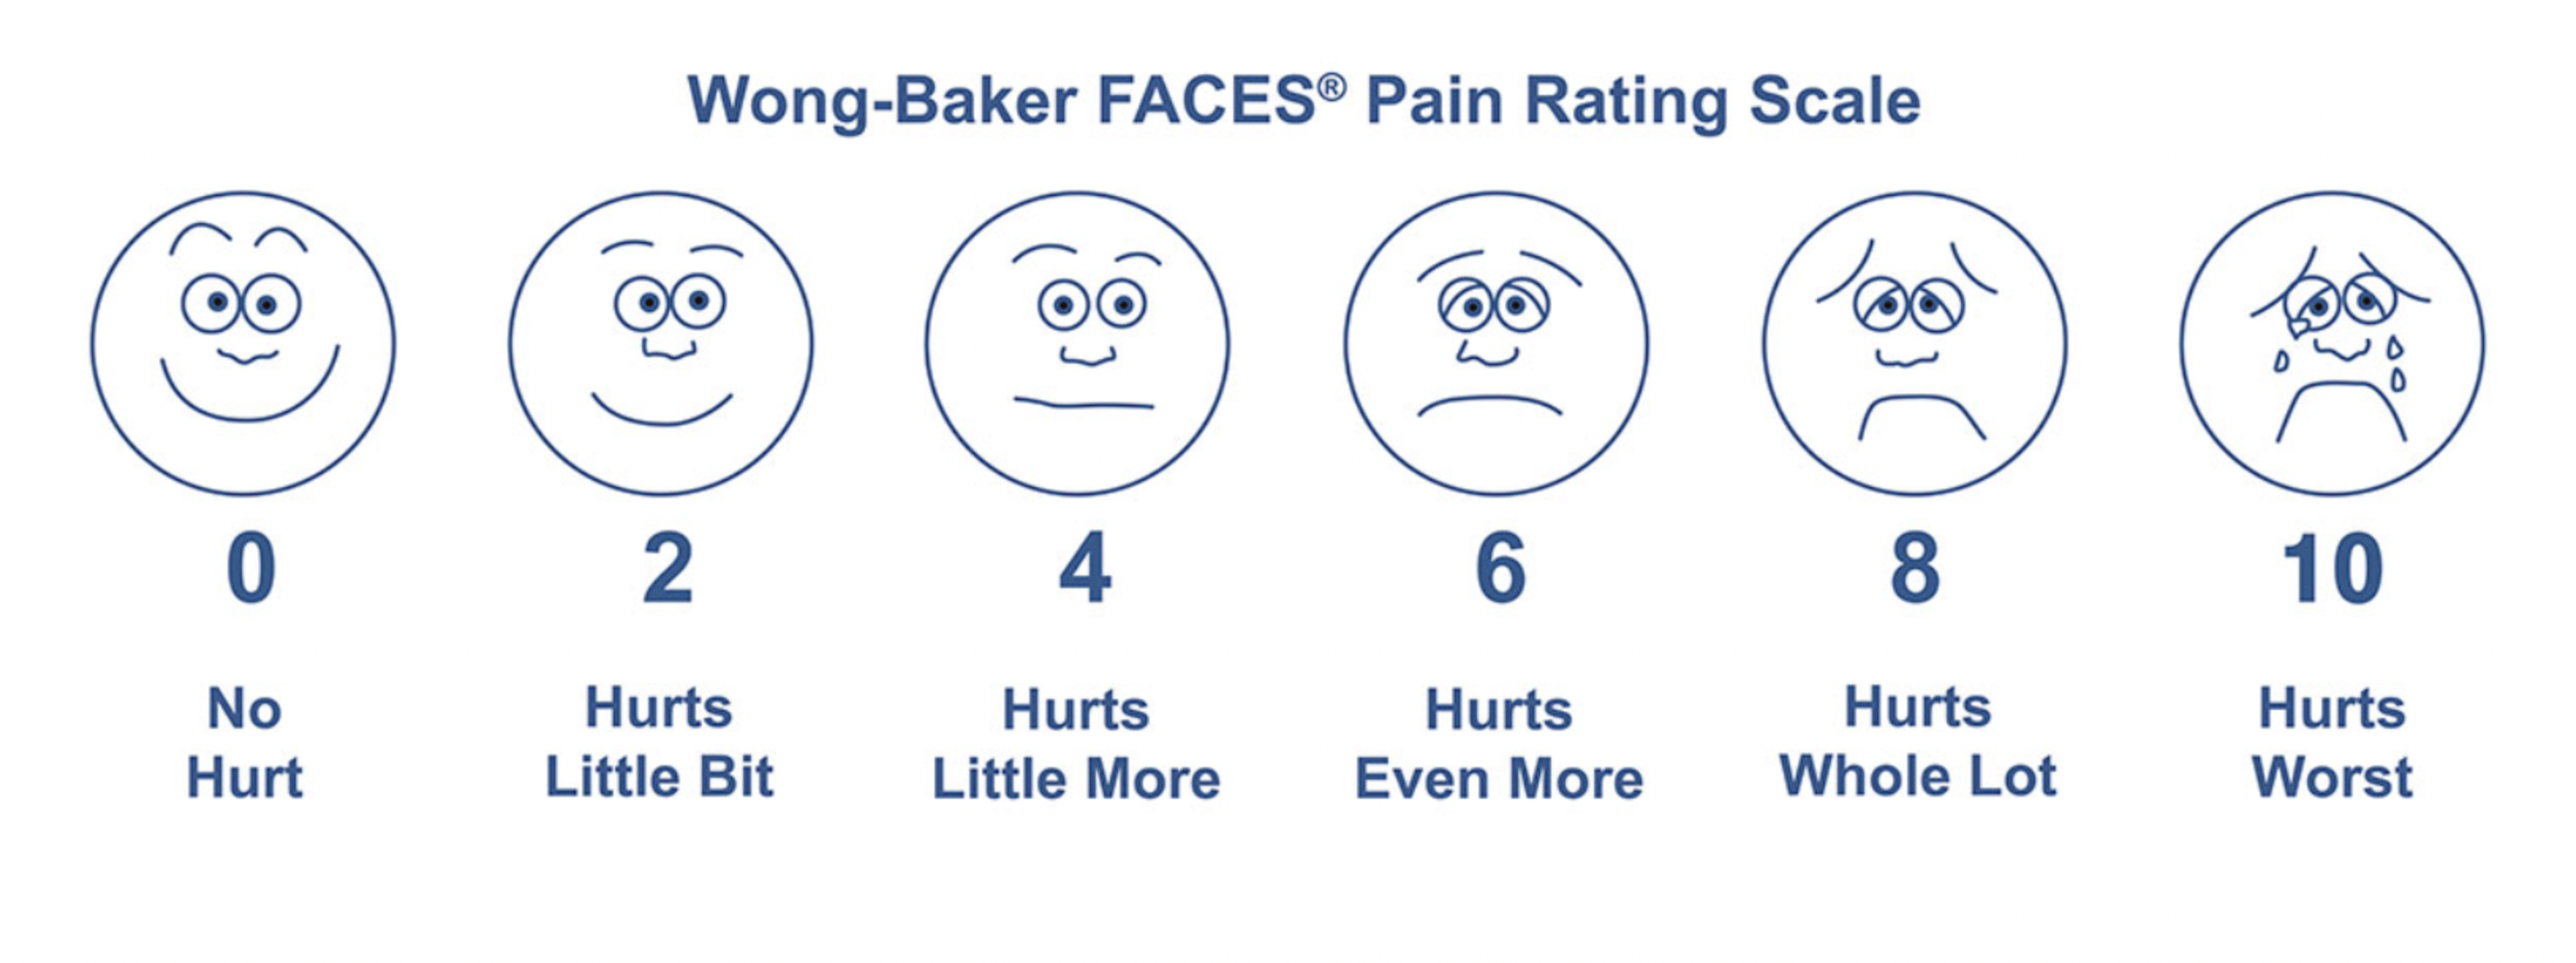 Wong-Baker FACES® Pain Rating Scale
0
2
4
6
8
10
No
Hurt
Hurts
Little Bit
Hurts
Little More
Hurts
Even More
Hurts
Whole Lot
Hurts
Worst